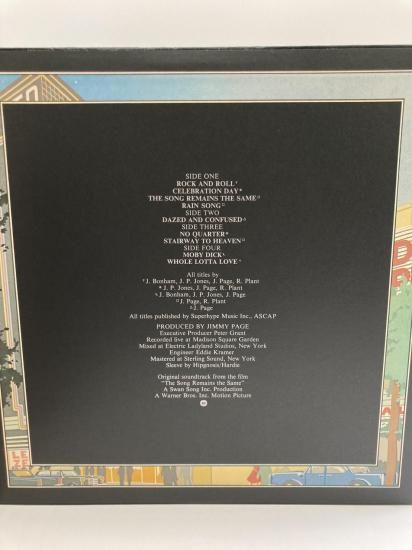 SIDE ONE
ROCK AND ROLL†
CELEBRATION DAY*
THE SONG REMAINS THE SAME□
RAIN SONG□
SIDE TWO
DAZED AND CONFUSED△
SIDE THREE
NO QUARTER*
STAIRWAY TO HEAVEN□
SIDE FOUR
MOBY DICK
WHOLE LOTTA LOVE
All titles by
J. Bonham, J. P. Jones, J. Page, R. Plant
* J. P. Jones, J. Page, R. Plant
J. Bonham, J. P. Jones, J. Page
□ J. Page, R. Plant
△ J. Page
All titles published by Superhype Music Inc., ASCAP
PRODUCED BY JIMMY PAGE
Executive Producer Peter Grant
Recorded live at Madison Square Garden
Mixed at Electric Ladyland Studios, New York
Engineer Eddie Kramer
Mastered at Sterling Sound, New York
Sleeve by Hipgnosis/Hardie
Original soundtrack from the film
"The Song Remains the Same"
A Swan Song Inc. Production
A Warner Bros. Inc. Motion Picture